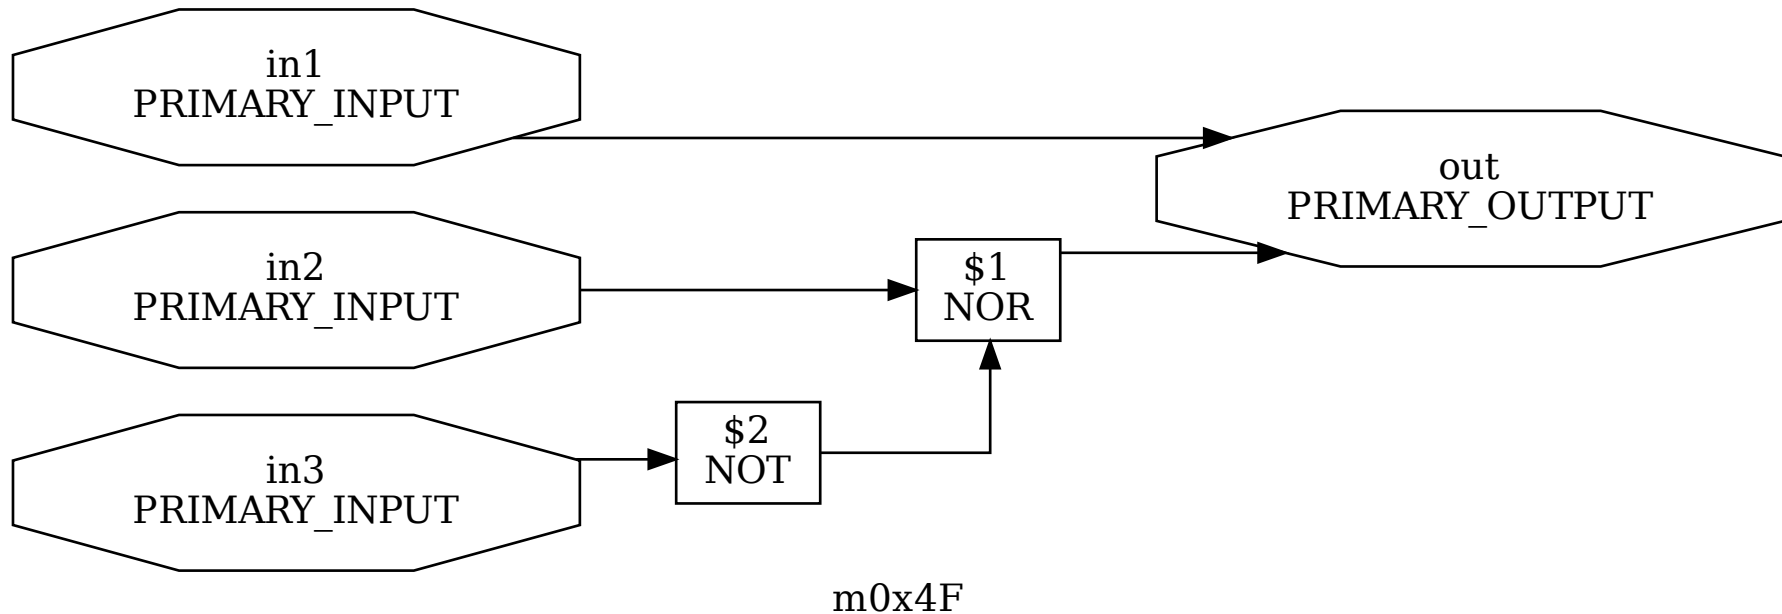 in1
PRIMARY_INPUT
out
PRIMARY_OUTPUT
in2
PRIMARY_INPUT
$1
NOR
$2
NOT
in3
PRIMARY_INPUT
m0x4F